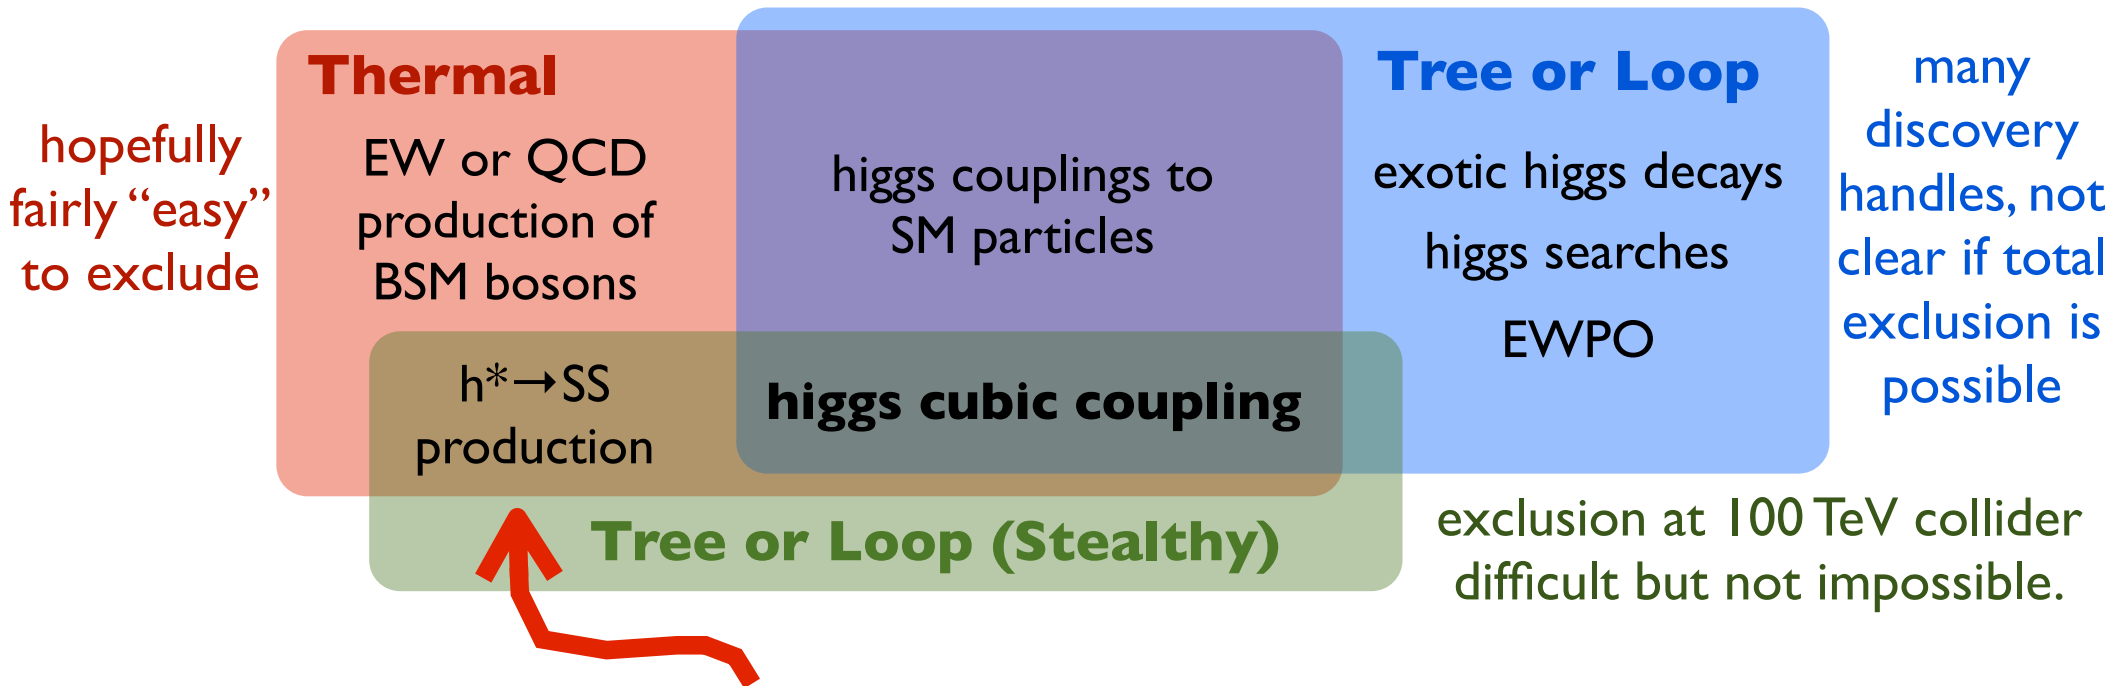 hopefully
fairly “easy”
to exclude
Thermal
EW or QCD
production of
BSM bosons
higgs couplings to
SM particles
Tree or Loop
exotic higgs decays
higgs searches
EWPO
many
discovery
handles, not
clear if total
exclusion is
possible
h*→SS
production
higgs cubic coupling
Tree or Loop (Stealthy)
exclusion at 100 TeV collider
difficult but not impossible.